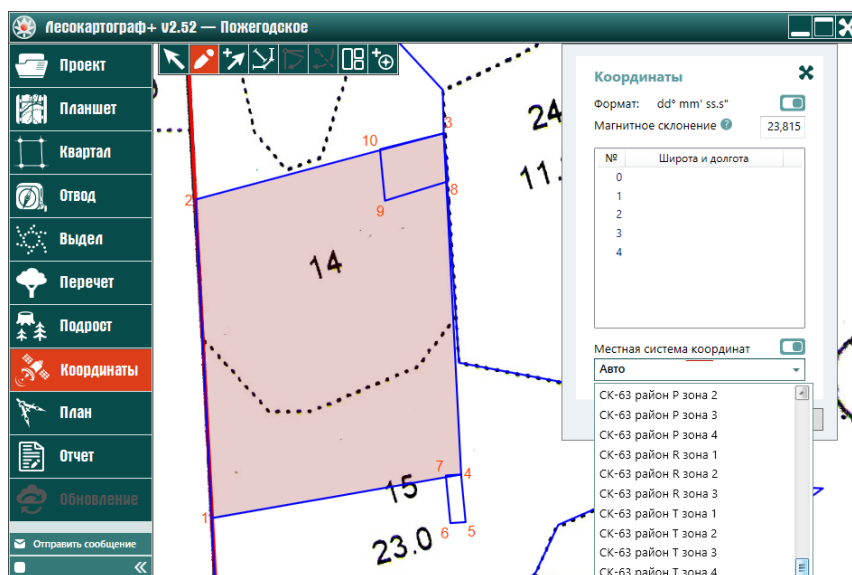 Лесокартограф+ v2.52 — Пожегодское
Проект
Планшет
Квартал
Отвод
Выдел
Перечет
Подрост
Координаты
План
Отчет
Обновление
Отправить сообщение
«
10
3
2
8
9
14
7
4
1
15
6
5
23.0
24
11.
Координаты
Формат: dd° mm' ss.s"
Магнитное склонение ? 23,815
№ Широта и долгота
0
1
2
3
4
Местная система координат
Авто
СК-63 район P зона 2
СК-63 район P зона 3
СК-63 район P зона 4
СК-63 район R зона 1
СК-63 район R зона 2
СК-63 район R зона 3
СК-63 район T зона 1
СК-63 район T зона 2
СК-63 район T зона 3
СК-63 район T зона 4